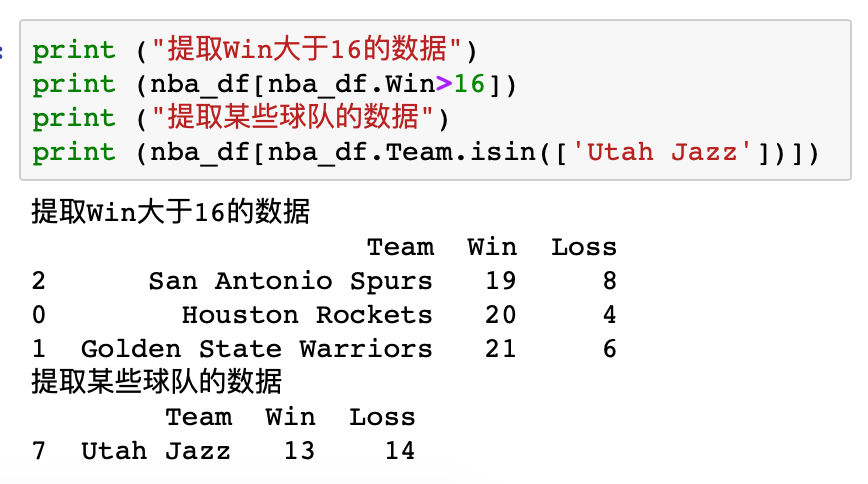 :
print ("提取Win大于16的数据")
print (nba_df[nba_df.Win>16])
print ("提取某些球队的数据")
print (nba_df[nba_df.Team.isin(['Utah Jazz'])])
提取Win大于16的数据
Team Win Loss
2 San Antonio Spurs 19 8
0 Houston Rockets 20 4
1 Golden State Warriors 21 6
提取某些球队的数据
Team Win Loss
7 Utah Jazz 13 14